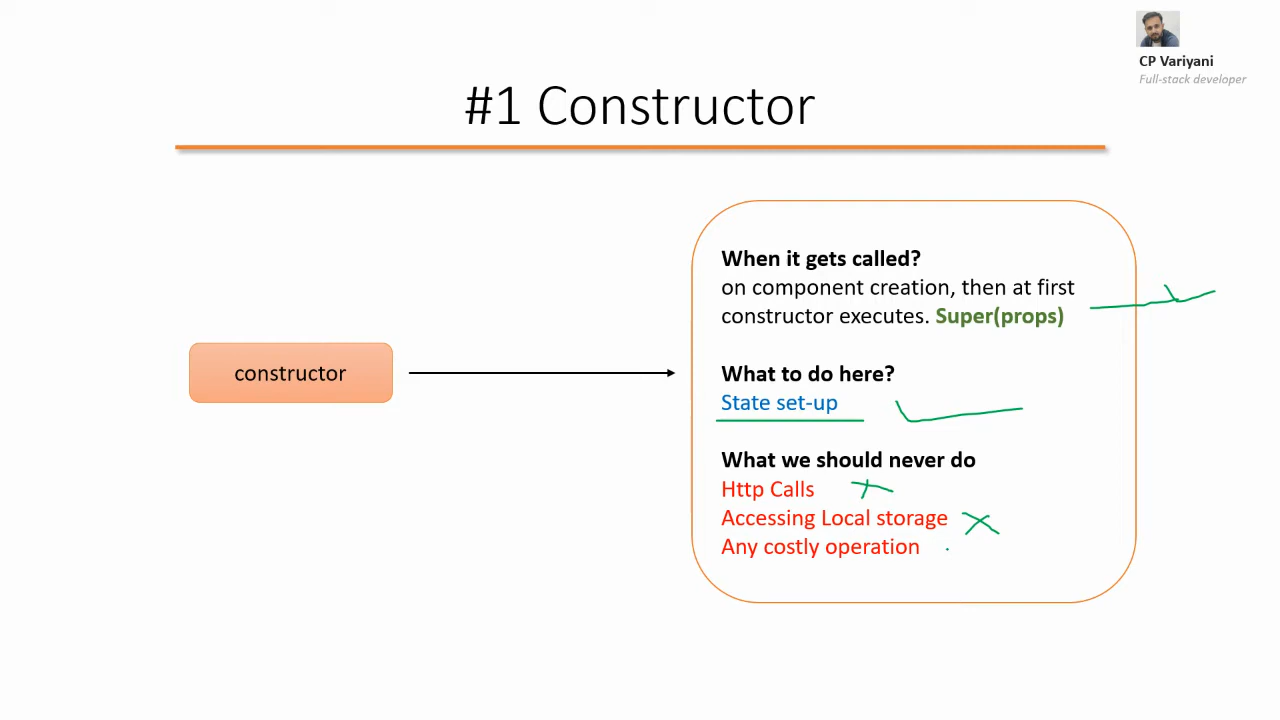 CP Variyani
Full-stack developer
#1 Constructor
constructor
When it gets called?
on component creation, then at first
constructor executes. Super(props)
What to do here?
State set-up
What we should never do
Http Calls
Accessing Local storage
Any costly operation